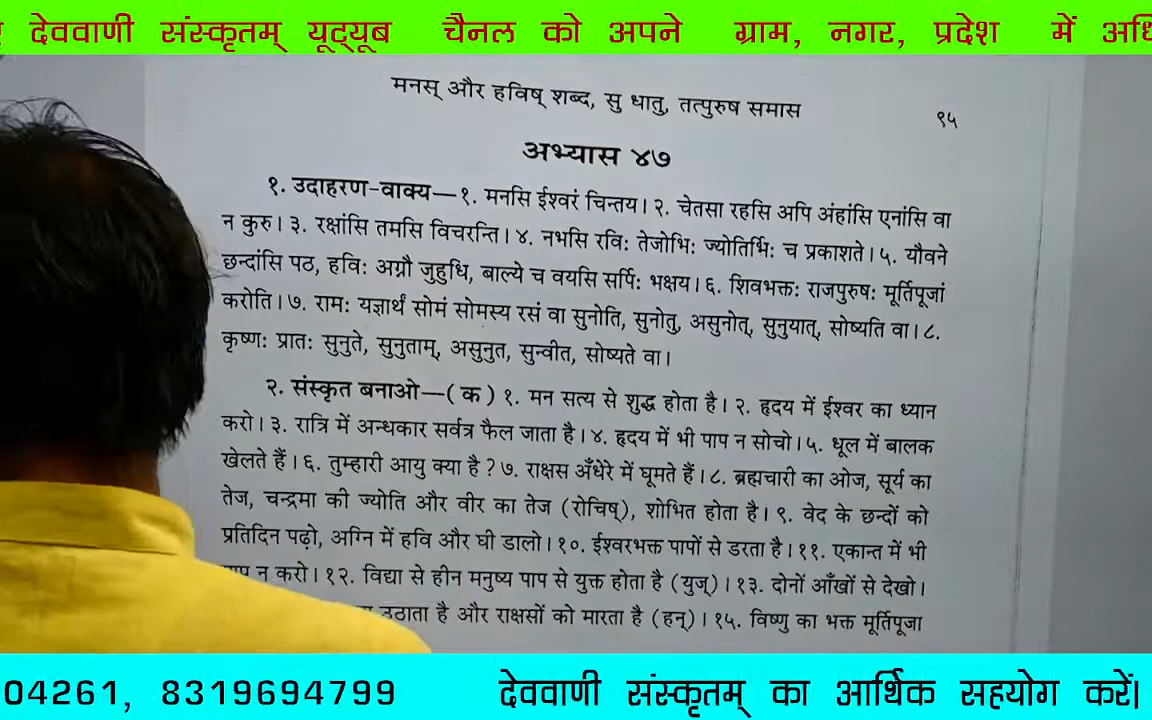 देववाणी संस्कृतम् यूट्यूब चैनल को अपने ग्राम, नगर, प्रदेश में
मनस् और हविष् शब्द, सु धातु, तत्पुरुष समास
९५
अभ्यास ४७
१. उदाहरण-वाक्य—१. मनसि ईश्वरं चिन्तय। २. चेतसा रहसि अपि अंहांसि एनांसि वा
न कुरु। ३. रक्षांसि तमसि विचरन्ति। ४. नभसि रविः तेजोभिः ज्योतिर्भिः च प्रकाशते। ५. यौवने
छन्दांसि पठ, हविः अग्नौ जुहुधि, बाल्ये च वयसि सर्पिः भक्षय। ६. शिवभक्तः राजपुरुषः मूर्तिपूजां
करोति। ७. रामः यज्ञार्थं सोमं सोमस्य रसं वा सुनोति, सुनोतु, असुनोत्, सुनुयात्, सोष्यति वा। ८.
कृष्णः प्रातः सुनुते, सुनुताम्, असुनुत, सुन्वीत, सोष्यते वा।
२. संस्कृत बनाओ—(क) १. मन सत्य से शुद्ध होता है। २. हृदय में ईश्वर का ध्यान
करो। ३. रात्रि में अन्धकार सर्वत्र फैल जाता है। ४. हृदय में भी पाप न सोचो। ५. धूल में बालक
खेलते हैं। ६. तुम्हारी आयु क्या है? ७. राक्षस अँधेरे में घूमते हैं। ८. ब्रह्मचारी का ओज, सूर्य का
तेज, चन्द्रमा की ज्योति और वीर का तेज (रोचिष्), शोभित होता है। ९. वेद के छन्दों को
प्रतिदिन पढ़ो, अग्नि में हवि और घी डालो। १०. ईश्वरभक्त पापों से डरता है। ११. एकान्त में भी
न करो। १२. विद्या से हीन मनुष्य पाप से युक्त होता है (युज्)। १३. दोनों आँखों से देखो।
उठाता है और राक्षसों को मारता है (हन्)। १५. विष्णु का भक्त मूर्तिपूजा
04261, 8319694799 देववाणी संस्कृतम् का आर्थिक सहयोग करें।